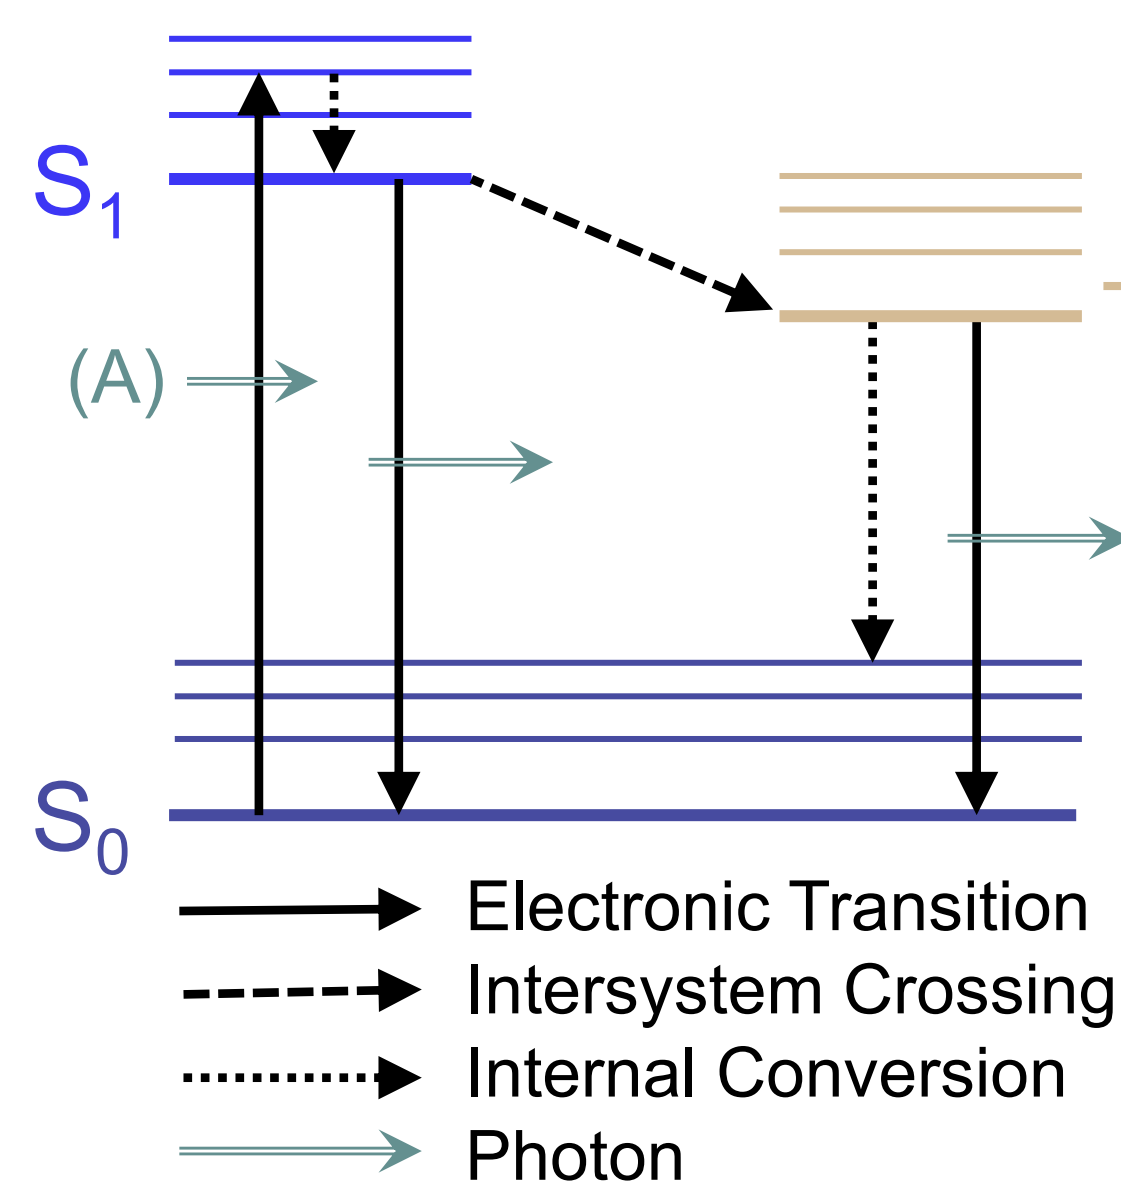 S1
(A)
S0
Electronic Transition
Intersystem Crossing
Internal Conversion
Photon